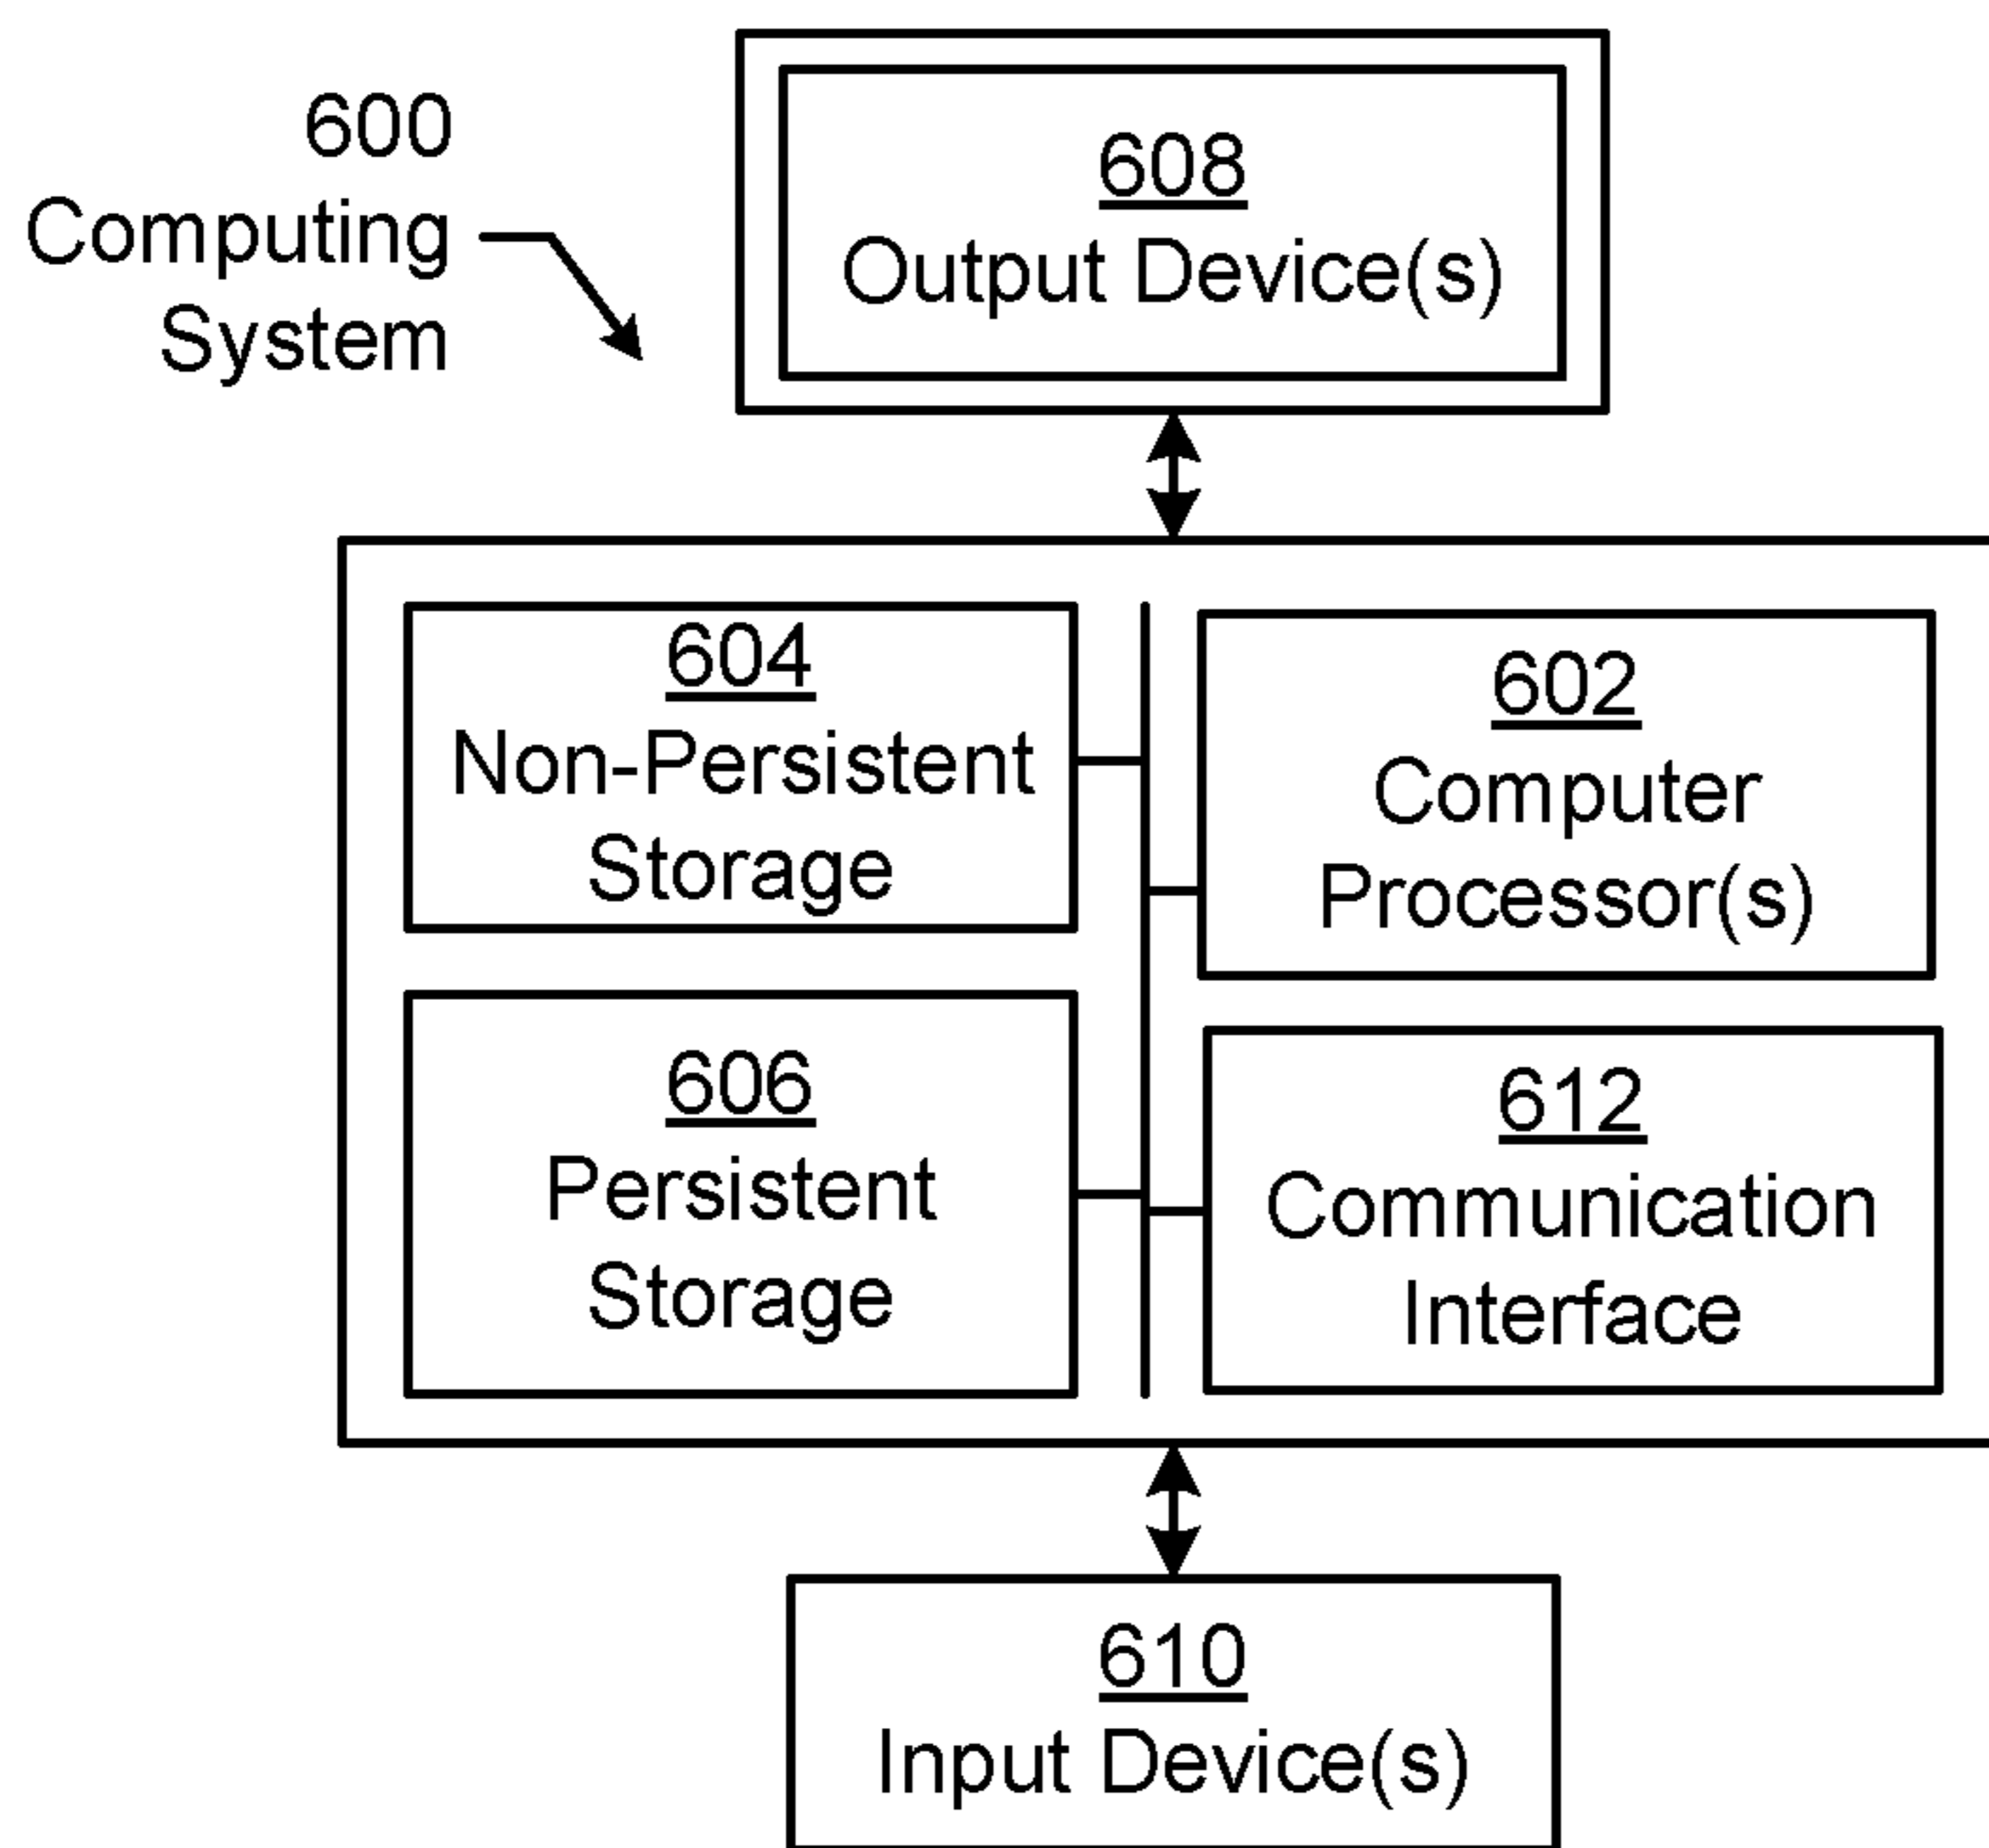 600
Computing
System
608
Output Device(s)
604
Non-Persistent
Storage
602
Computer
Processor(s)
606
Persistent
Storage
612
Communication
Interface
610
Input Device(s)